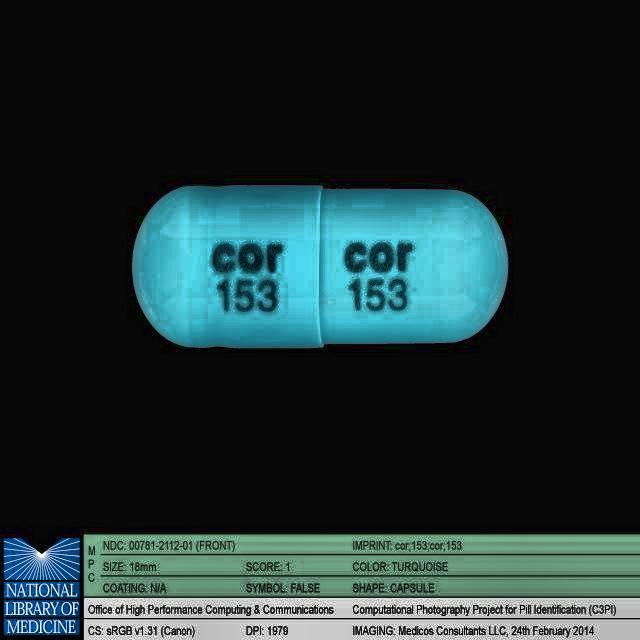 cor cor
153 153
M P C
NDC: 00781-2112-01 (FRONT) IMPRINT: cor;153;cor;153
SIZE: 18mm SCORE: 1 COLOR: TURQUOISE
COATING: N/A SYMBOL: FALSE SHAPE: CAPSULE
NATIONAL
LIBRARY OF
MEDICINE
Office of High Performance Computing & Communications Computational Photography Project for Pill Identification (C3PI)
CS: sRGB v1.31 (Canon) DPI: 1979 IMAGING: Medicos Consultants LLC, 24th February 2014